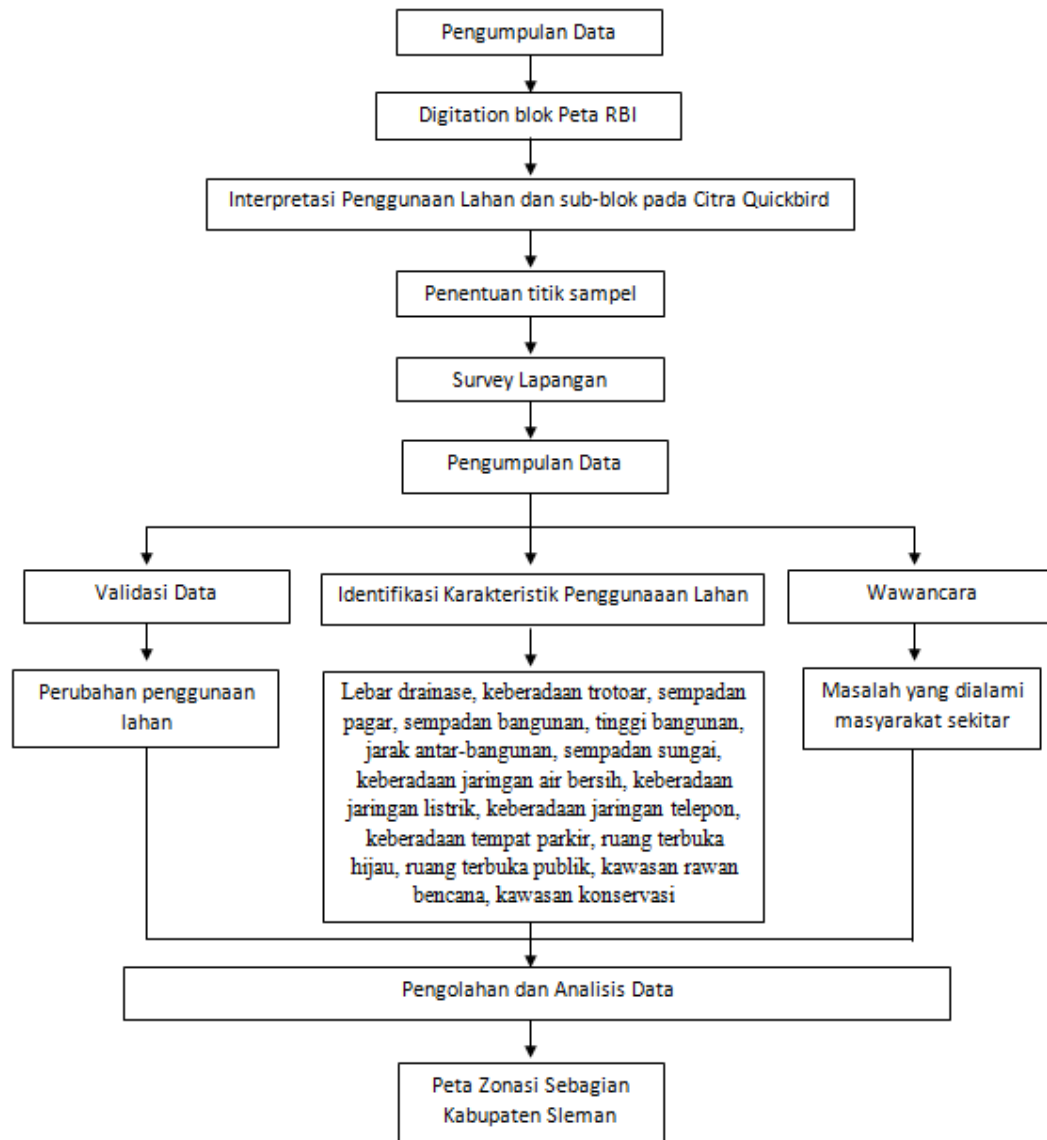 Pengumpulan Data
Digitation blok Peta RBI
Interpretasi Penggunaan Lahan dan sub-blok pada Citra Quickbird
Penentuan titik sampel
Survey Lapangan
Pengumpulan Data
Validasi Data
Identifikasi Karakteristik Penggunaaan Lahan
Wawancara
Perubahan penggunaan
lahan
Lebar drainase, keberadaan trotoar, sempadan
pagar, sempadan bangunan, tinggi bangunan,
jarak antar-bangunan, sempadan sungai,
keberadaan jaringan air bersih, keberadaan
jaringan listrik, keberadaan jaringan telepon,
keberadaan tempat parkir, ruang terbuka
hijau, ruang terbuka publik, kawasan rawan
bencana, kawasan konservasi
Masalah yang dialami
masyarakat sekitar
Pengolahan dan Analisis Data
Peta Zonasi Sebagian
Kabupaten Sleman